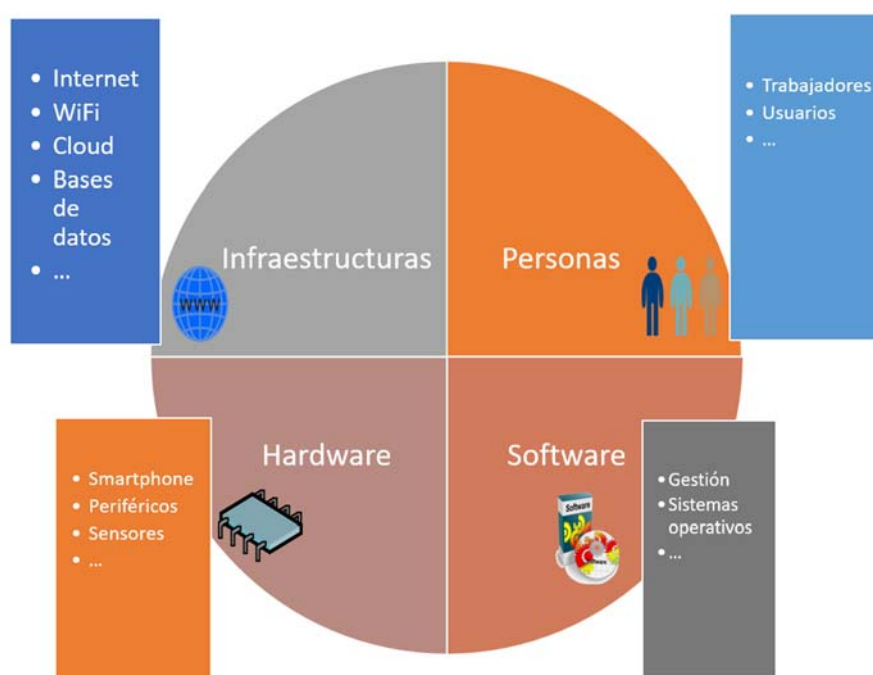 • Internet
• WiFi
• Cloud
• Bases
de
datos
• ...
Infraestructuras
WWW
Personas
• Trabajadores
• Usuarios
• ...
Hardware
• Smartphone
• Periféricos
• Sensores
• ...
Software
Software
Software
• Gestión
• Sistemas
operativos
• ...